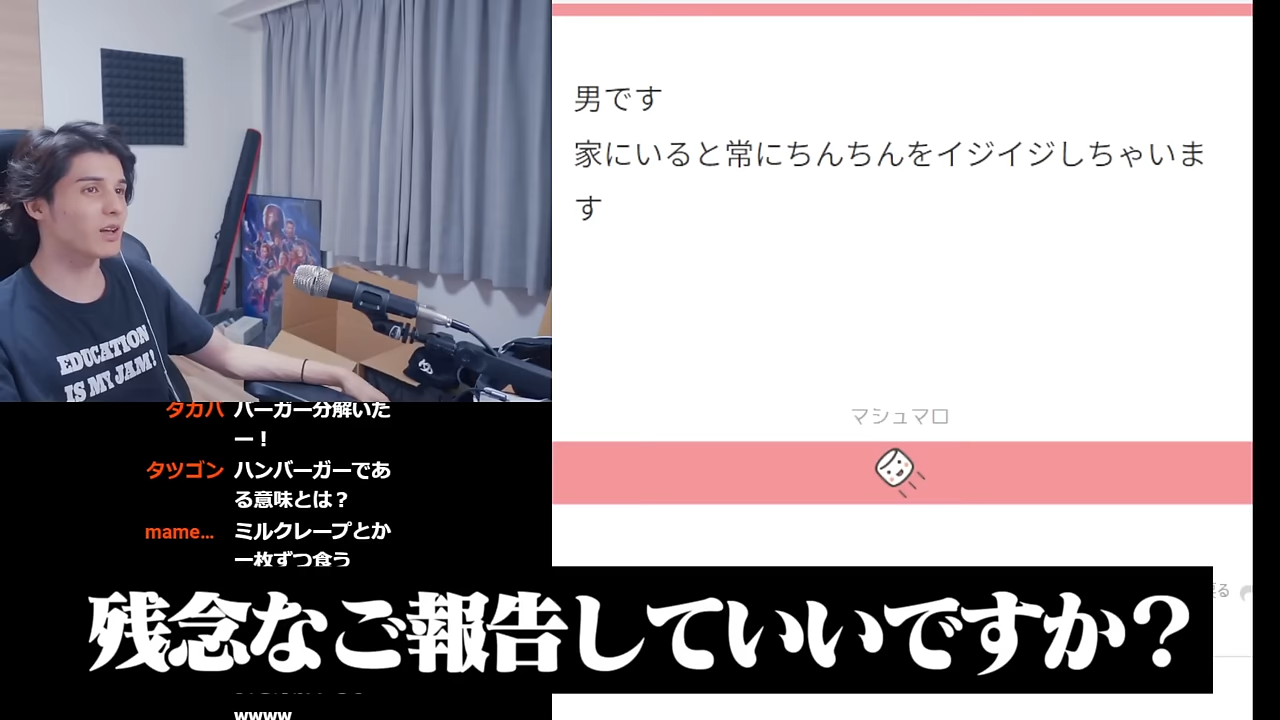 男です
家にいると常にちんちんをイジイジしちゃいま
す
マシュマロ
EDUCATION
IS MY JAM!
タカハ バーガー分解いた
ー！
タツゴン ハンバーガーであ
る意味とは？
mame... ミルクレープとか
一枚ずつ食う
残念なご報告していいですか？
wwww